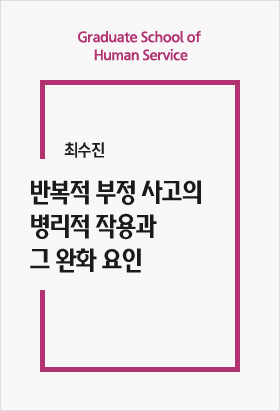 Graduate School of
Human Service
최수진
반복적 부정 사고의
병리적 작용과
그 완화 요인